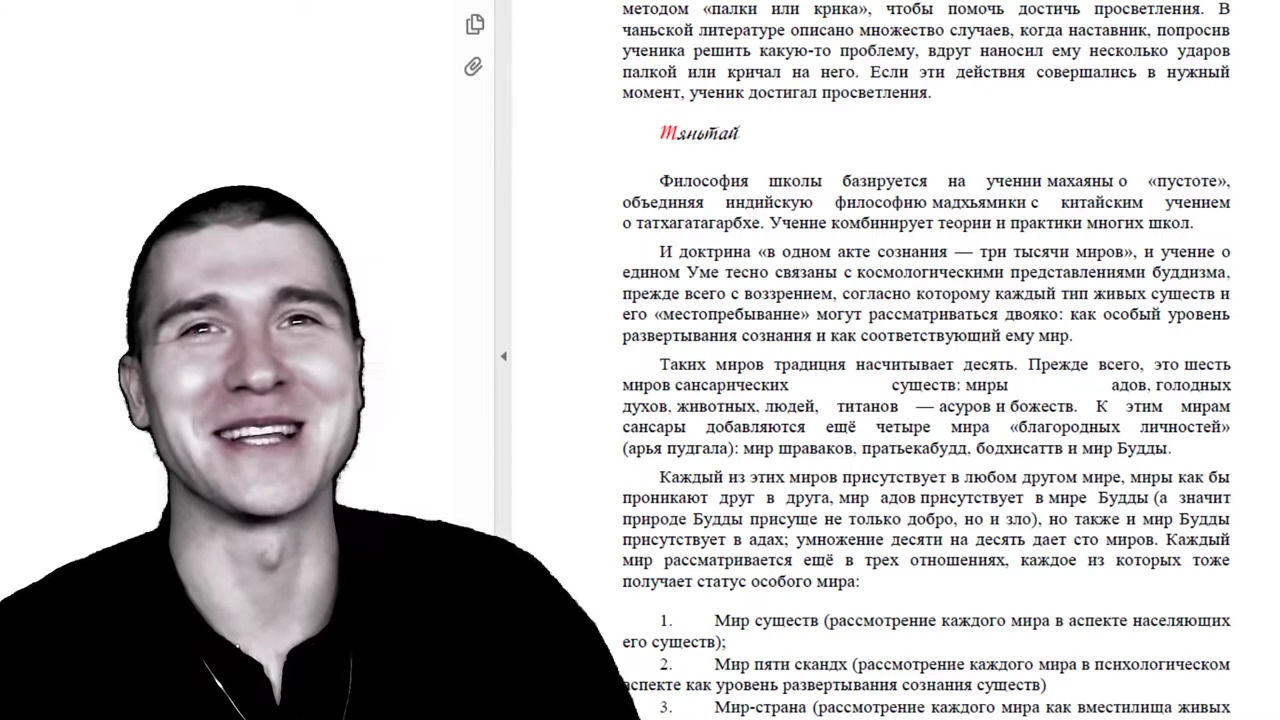 методом «палки или крика», чтобы помочь достичь просветления. В
чаньской литературе описано множество случаев, когда наставник, попросив
ученика решить какую-то проблему, вдруг наносил ему несколько ударов
палкой или кричал на него. Если эти действия совершались в нужный
момент, ученик достигал просветления.
Тяньтай
Философия школы базируется на учении махаяны о «пустоте»,
объединяя индийскую философию мадхьямики с китайским учением
о татхагатагарбхе. Учение комбинирует теории и практики многих школ.
И доктрина «в одном акте сознания — три тысячи миров», и учение о
едином Уме тесно связаны с космологическими представлениями буддизма,
прежде всего с воззрением, согласно которому каждый тип живых существ и
его «местопребывание» могут рассматриваться двояко: как особый уровень
развертывания сознания и как соответствующий ему мир.
Таких миров традиция насчитывает десять. Прежде всего, это шесть
миров сансарических существ: миры адов, голодных
духов, животных, людей, титанов — асуров и божеств. К этим мирам
сансары добавляются ещё четыре мира «благородных личностей»
(арья пудгала): мир шраваков, пратьекабудд, бодхисаттв и мир Будды.
Каждый из этих миров присутствует в любом другом мире, миры как бы
проникают друг в друга, мир адов присутствует в мире Будды (а значит
природе Будды присуще не только добро, но и зло), но также и мир Будды
присутствует в адах; умножение десяти на десять дает сто миров. Каждый
мир рассматривается ещё в трех отношениях, каждое из которых тоже
получает статус особого мира:
1. Мир существ (рассмотрение каждого мира в аспекте населяющих
его существ);
2. Мир пяти скандх (рассмотрение каждого мира в психологическом
аспекте как уровень развертывания сознания существ)
3. Мир-страна (рассмотрение каждого мира как вместилища живых